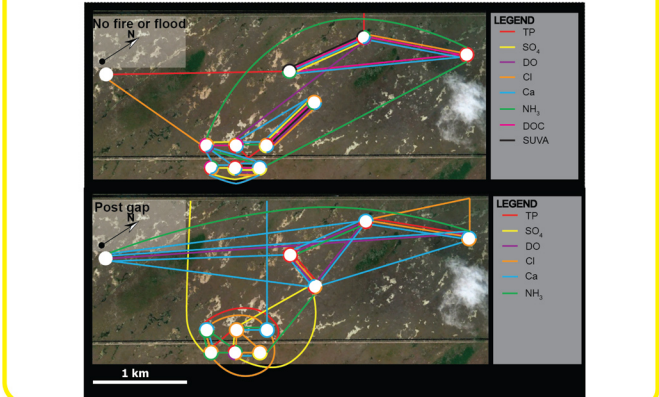 No fire or flood
N
LEGEND
TP
SO4
DO
Cl
Ca
NH3
DOC
SUVA
Post gap
N
LEGEND
TP
SO4
DO
Cl
Ca
NH3
1 km